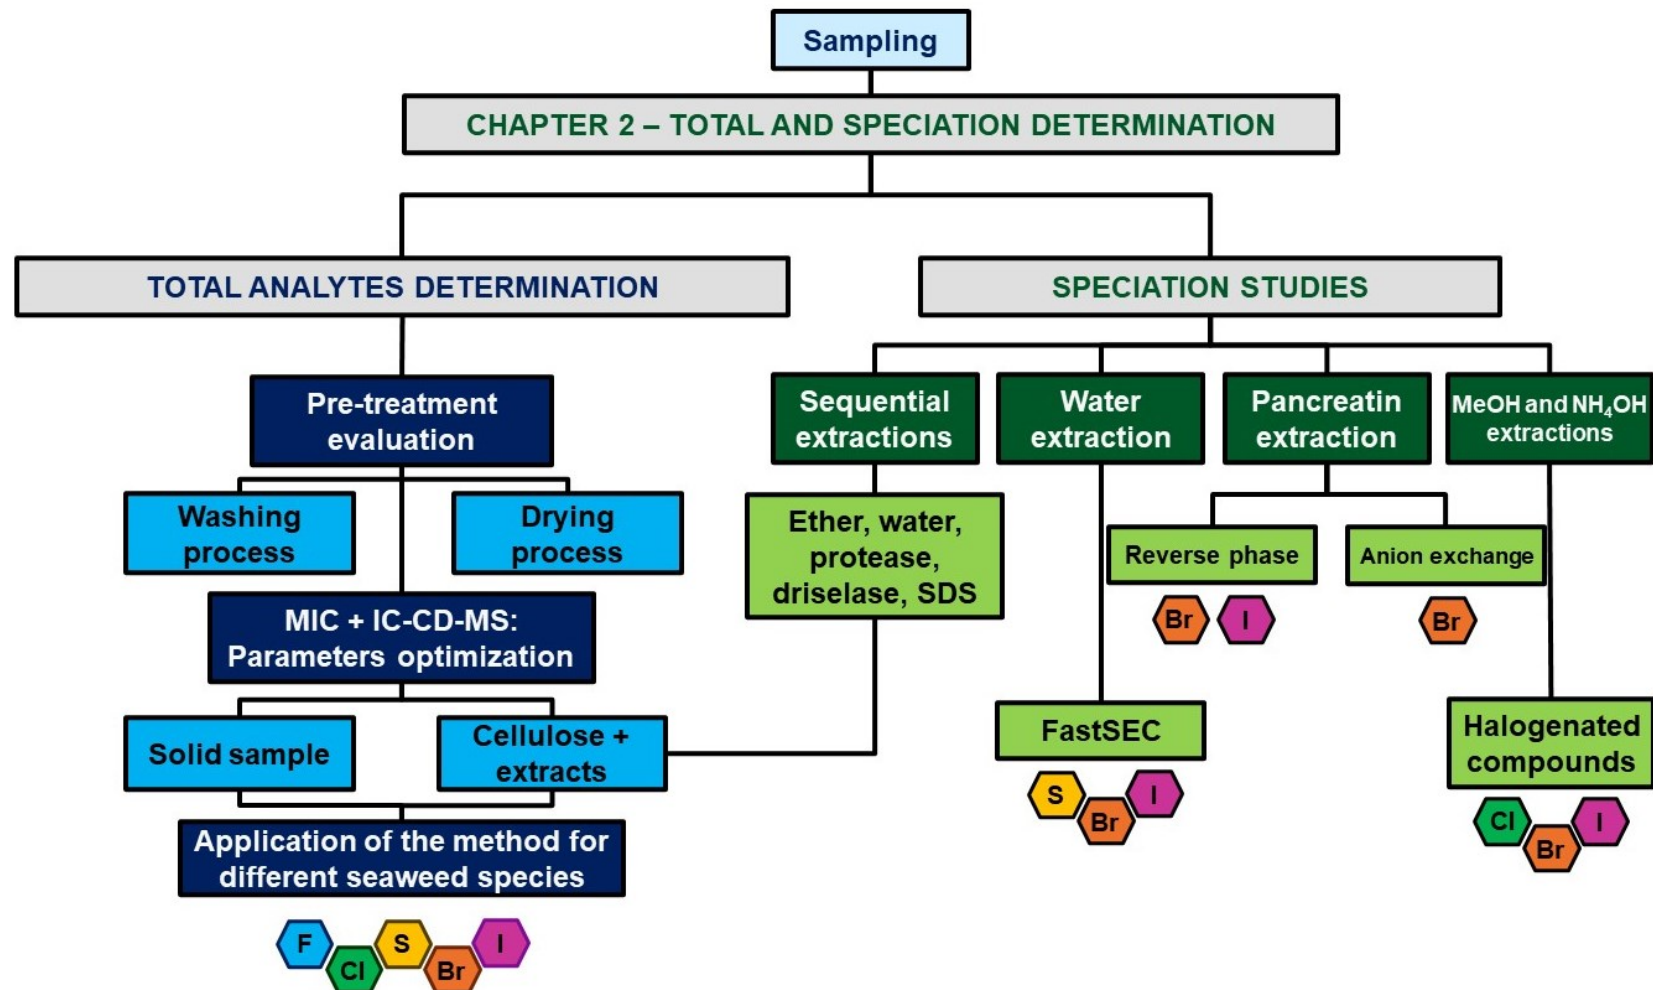 Sampling
CHAPTER 2 – TOTAL AND SPECIATION DETERMINATION
TOTAL ANALYTES DETERMINATION
SPECIATION STUDIES
Pre-treatment
evaluation
Washing
process
Drying
process
MIC + IC-CD-MS:
Parameters optimization
Solid sample
Cellulose +
extracts
Application of the method for
different seaweed species
F
Cl
S
Br
I
Sequential
extractions
Ether, water,
protease,
driselase, SDS
Water
extraction
FastSEC
S
Br
I
Pancreatin
extraction
Reverse phase
Br
I
Anion exchange
Br
MeOH and NH₄OH
extractions
Halogenated
compounds
Cl
Br
I